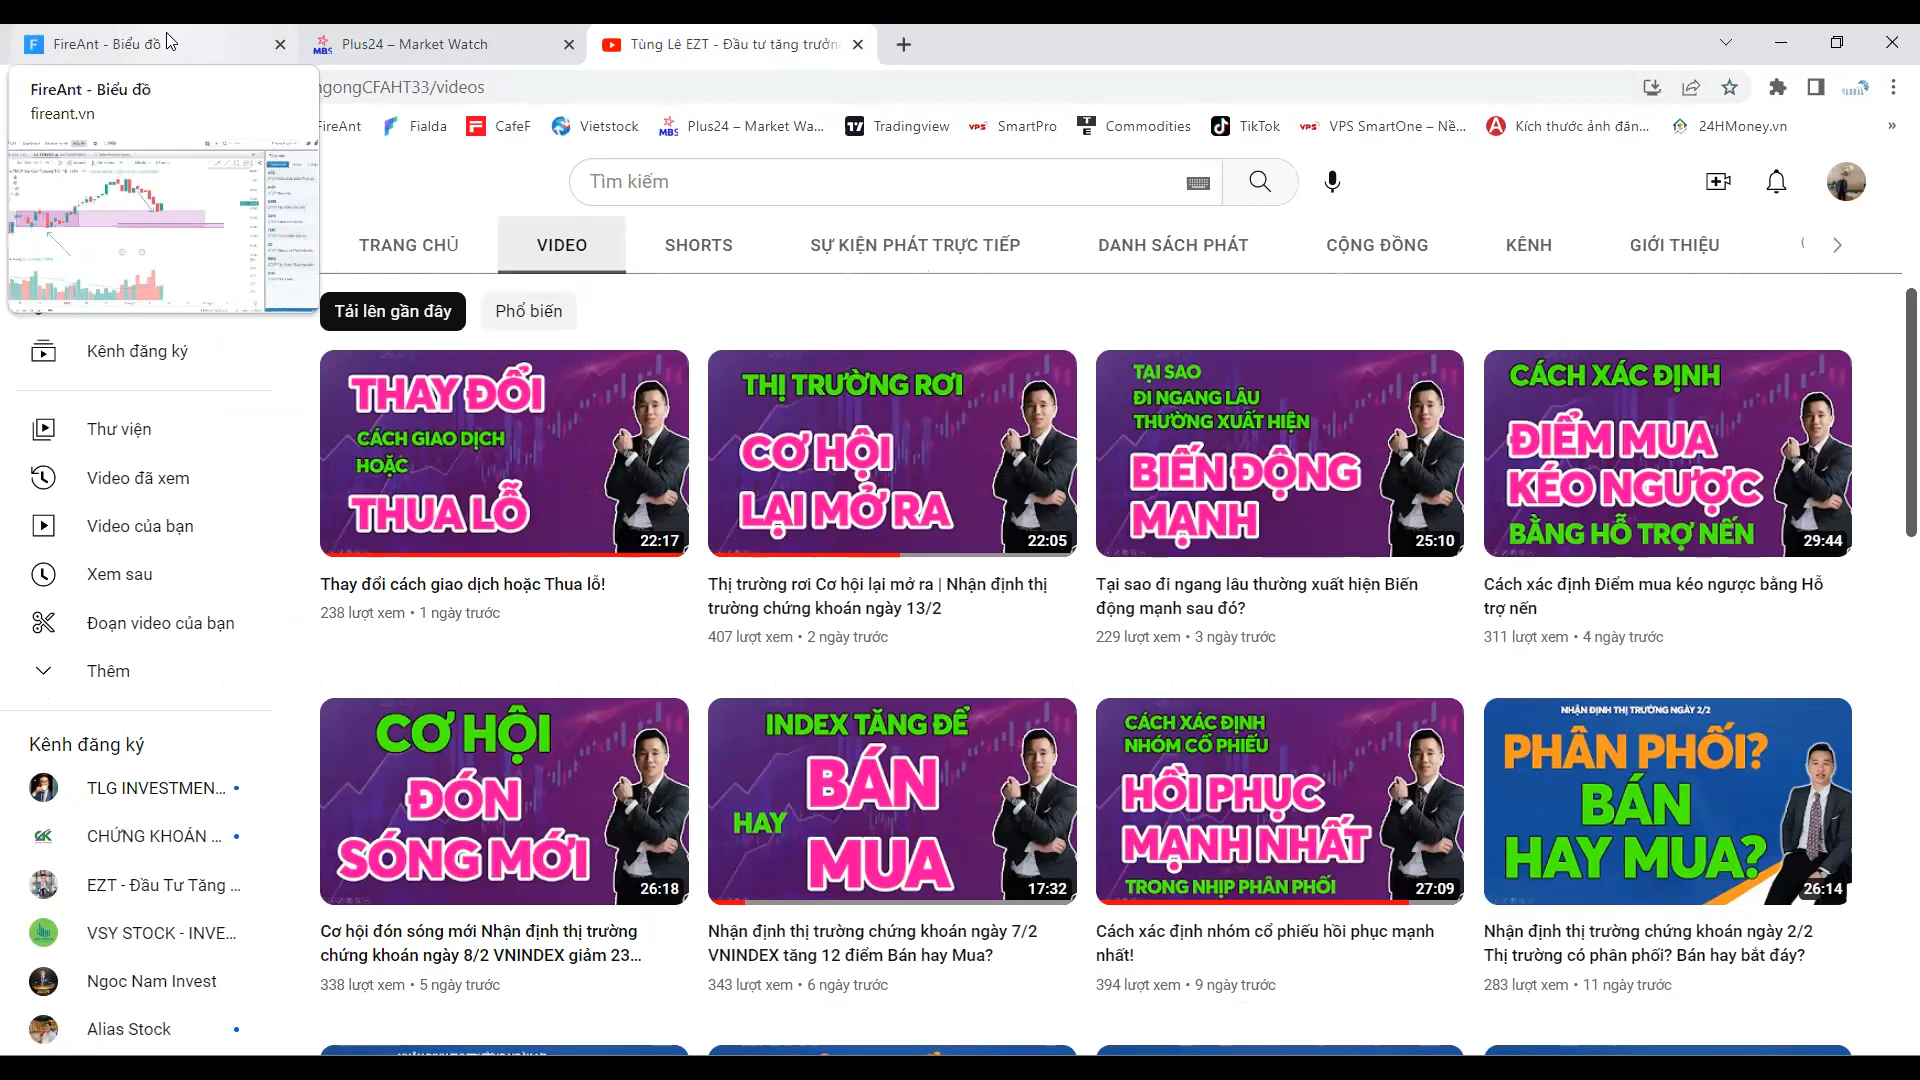 FireAnt - Biểu đồ
Plus24 – Market Watch
Tùng Lê EZT - Đầu tư tăng trưởn
FireAnt - Biểu đồ
fireant.vn
ngongCFAHT33/videos
FireAnt
Fialda
CafeF
Vietstock
Plus24 – Market Wa...
Tradingview
SmartPro
Commodities
TikTok
VPS SmartOne – Nề...
Kích thước ảnh đăn...
24HMoney.vn
Tìm kiếm
TRANG CHỦ
VIDEO
SHORTS
SỰ KIỆN PHÁT TRỰC TIẾP
DANH SÁCH PHÁT
CỘNG ĐỒNG
KÊNH
GIỚI THIỆU
Tải lên gần đây
Phổ biến
Kênh đăng ký
Thư viện
Video đã xem
Video của bạn
Xem sau
Đoạn video của bạn
Thêm
Kênh đăng ký
TLG INVESTMEN...
CHỨNG KHOÁN ...
EZT - Đầu Tư Tăng ...
VSY STOCK - INVE...
Ngoc Nam Invest
Alias Stock
THAY ĐỔI
CÁCH GIAO DỊCH
HOẶC
THUA LỖ
22:17
Thay đổi cách giao dịch hoặc Thua lỗ!
238 lượt xem • 1 ngày trước
THỊ TRƯỜNG RƠI
CƠ HỘI
LẠI MỞ RA
22:05
Thị trường rơi Cơ hội lại mở ra | Nhận định thị
trường chứng khoán ngày 13/2
407 lượt xem • 2 ngày trước
TẠI SAO
ĐI NGANG LÂU
THƯỜNG XUẤT HIỆN
BIẾN ĐỘNG
MẠNH
25:10
Tại sao đi ngang lâu thường xuất hiện Biến
động mạnh sau đó?
229 lượt xem • 3 ngày trước
CÁCH XÁC ĐỊNH
ĐIỂM MUA
KÉO NGƯỢC
BẰNG HỖ TRỢ NẾN
29:44
Cách xác định Điểm mua kéo ngược bằng Hỗ
trợ nến
311 lượt xem • 4 ngày trước
CƠ HỘI
ĐÓN
SÓNG MỚI
26:18
Cơ hội đón sóng mới Nhận định thị trường
chứng khoán ngày 8/2 VNINDEX giảm 23...
338 lượt xem • 5 ngày trước
INDEX TĂNG ĐỂ
BÁN
HAY
MUA
17:32
Nhận định thị trường chứng khoán ngày 7/2
VNINDEX tăng 12 điểm Bán hay Mua?
343 lượt xem • 6 ngày trước
CÁCH XÁC ĐỊNH
NHÓM CỔ PHIẾU
HỒI PHỤC
MẠNH NHẤT
TRONG NHỊP PHÂN PHỐI
27:09
Cách xác định nhóm cổ phiếu hồi phục mạnh
nhất!
394 lượt xem • 9 ngày trước
NHẬN ĐỊNH THỊ TRƯỜNG NGÀY 2/2
PHÂN PHỐI?
BÁN
HAY MUA?
26:14
Nhận định thị trường chứng khoán ngày 2/2
Thị trường có phân phối? Bán hay bắt đáy?
283 lượt xem • 11 ngày trước